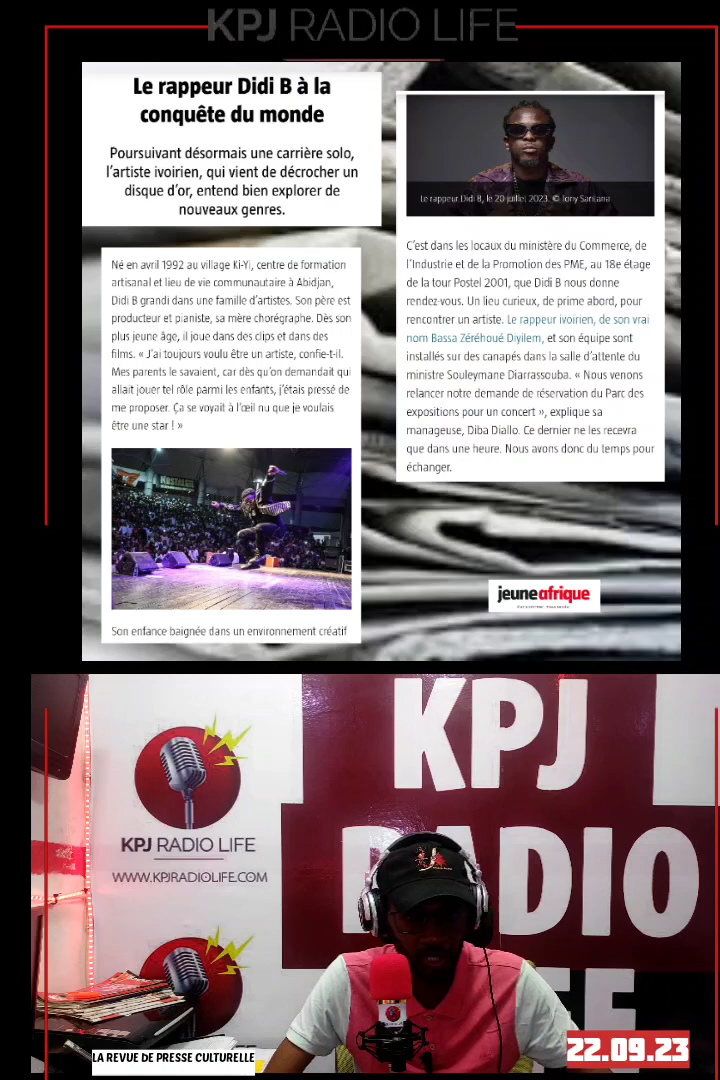 KPJ RADIO LIFE
Le rappeur Didi B à la
conquête du monde
Poursuivant désormais une carrière solo,
l'artiste ivoirien, qui vient de décrocher un
disque d'or, entend bien explorer de
nouveaux genres.
Né en avril 1992 au village Ki-Yi, centre de formation
artisanal et lieu de vie communautaire à Abidjan,
Didi B grandi dans une famille d'artistes. Son père est
producteur et pianiste, sa mère chorégraphe. Dès son
plus jeune âge, il joue dans des clips et dans des
films. « J'ai toujours voulu être un artiste, confie-t-il.
Mes parents le savaient, car dès qu'on demandait qui
allait jouer tel rôle parmi les enfants, j'étais pressé de
me proposer. Ça se voyait à l'œil nu que je voulais
être une star ! »
NOSTALGIE
Son enfance baignée dans un environnement créatif
Le rappeur Didi B, le 20 juillet 2023. © Tony Santana
C'est dans les locaux du ministère du Commerce, de
l'Industrie et de la Promotion des PME, au 18e étage
de la tour Postel 2001, que Didi B nous donne
rendez-vous. Un lieu curieux, de prime abord, pour
rencontrer un artiste. Le rappeur ivoirien, de son vrai
nom Bassa Zéréhoué Diyilem, et son équipe sont
installés sur des canapés dans la salle d'attente du
ministre Souleymane Diarrassouba. « Nous venons
relancer notre demande de réservation du Parc des
expositions pour un concert », explique sa
manageuse, Diba Diallo. Ce dernier ne les recevra
que dans une heure. Nous avons donc du temps pour
échanger.
jeuneafrique
KPJ RADIO LIFE
WWW.KPJRADIOLIFE.COM
KPJ
RADIO
FE
LA REVUE DE PRESSE CULTURELLE
22.09.23